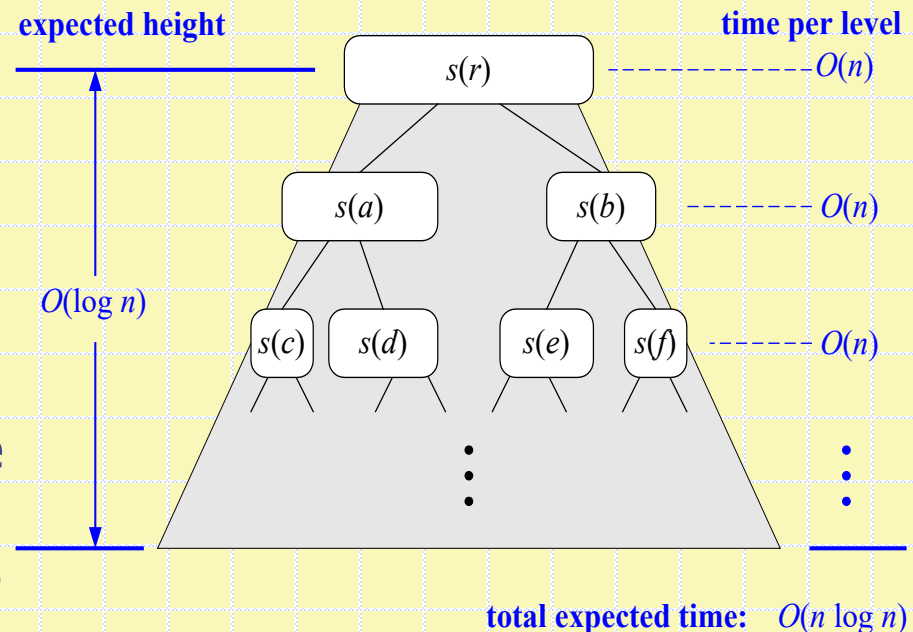 expected height
time per level
s(r)
O(n)
s(a)
s(b)
O(n)
O(log n)
s(c)
s(d)
s(e)
s(f)
O(n)
e
total expected time: O(n log n)